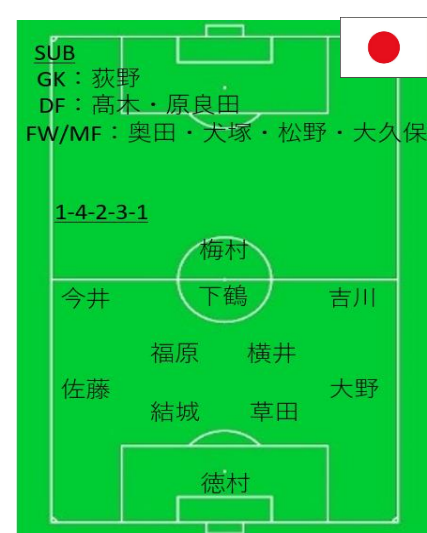 SUB
GK：荻野
DF：髙木・原良田
FW/MF：奥田・犬塚・松野・大久保
1-4-2-3-1
梅村
今井 下鶴 吉川
福原 横井
佐藤 大野
結城 草田
徳村